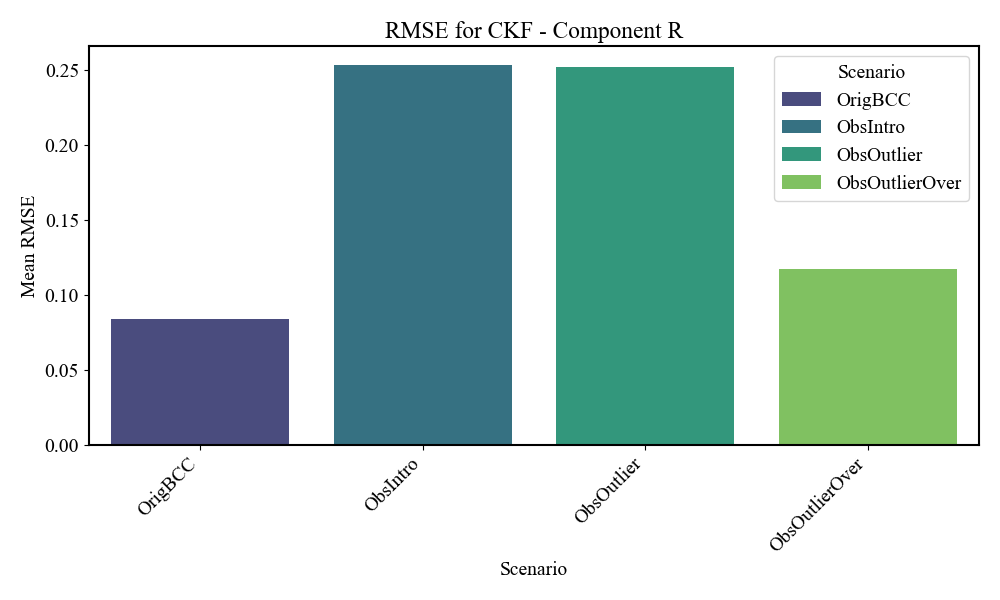 RMSE for CKF - Component R
Mean RMSE
0.25
0.20
0.15
0.10
0.05
0.00
Scenario
OrigBCC
ObsIntro
ObsOutlier
ObsOutlierOver
OrigBCC
ObsIntro
ObsOutlier
ObsOutlierOver
Scenario